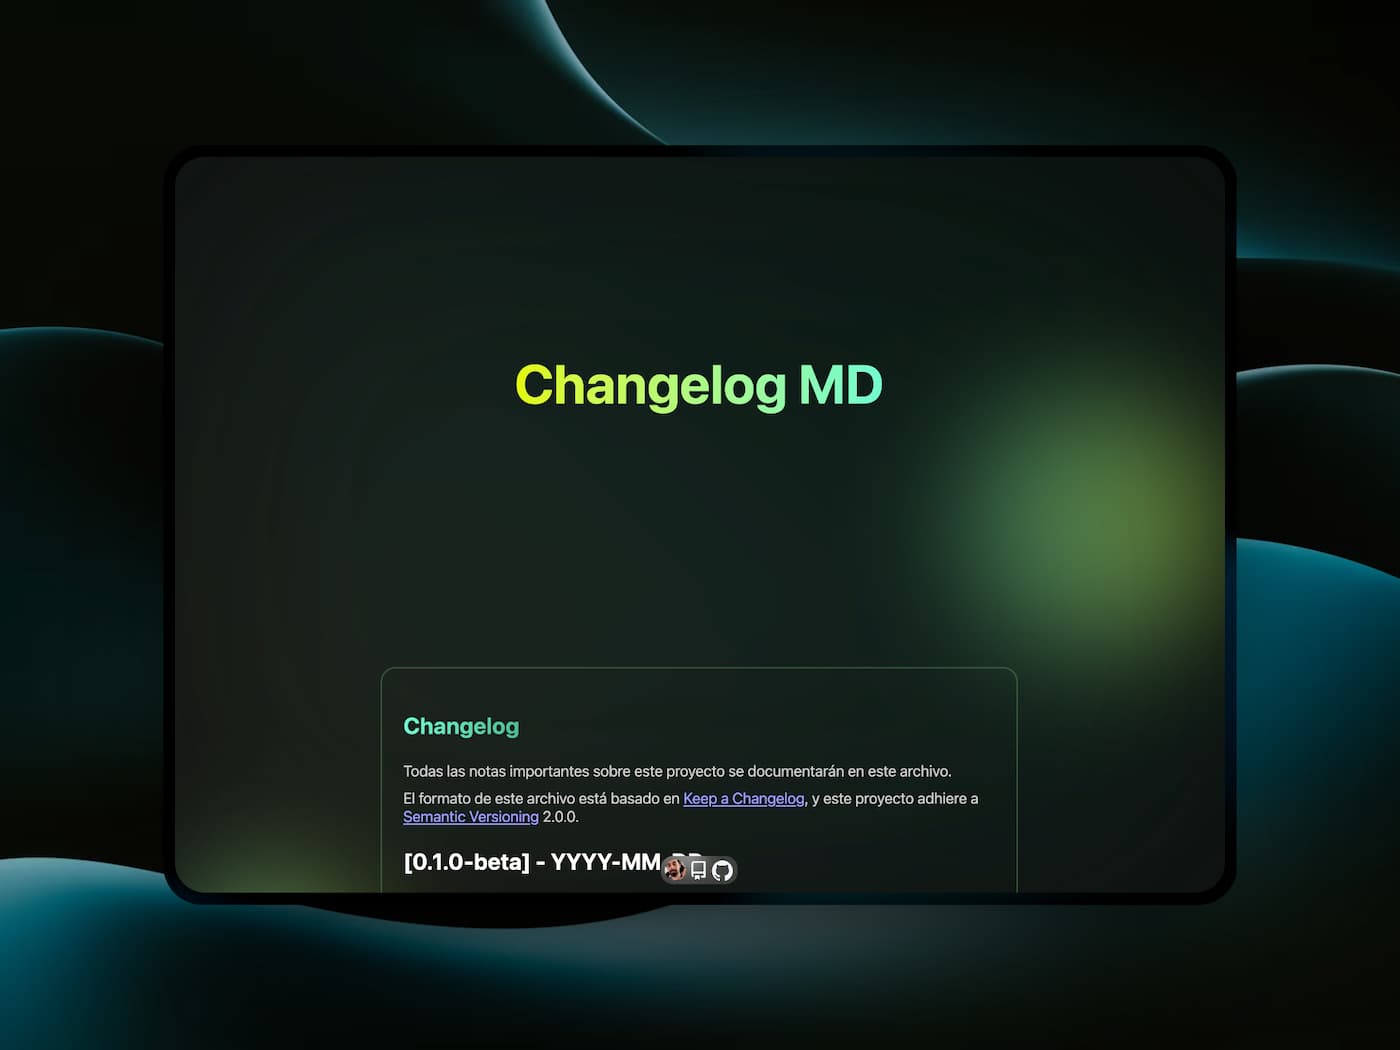 Changelog MD
Changelog
Todas las notas importantes sobre este proyecto se documentarán en este archivo.
El formato de este archivo está basado en Keep a Changelog, y este proyecto adhiere a
Semantic Versioning 2.0.0.
[0.1.0-beta] - YYYY-MM